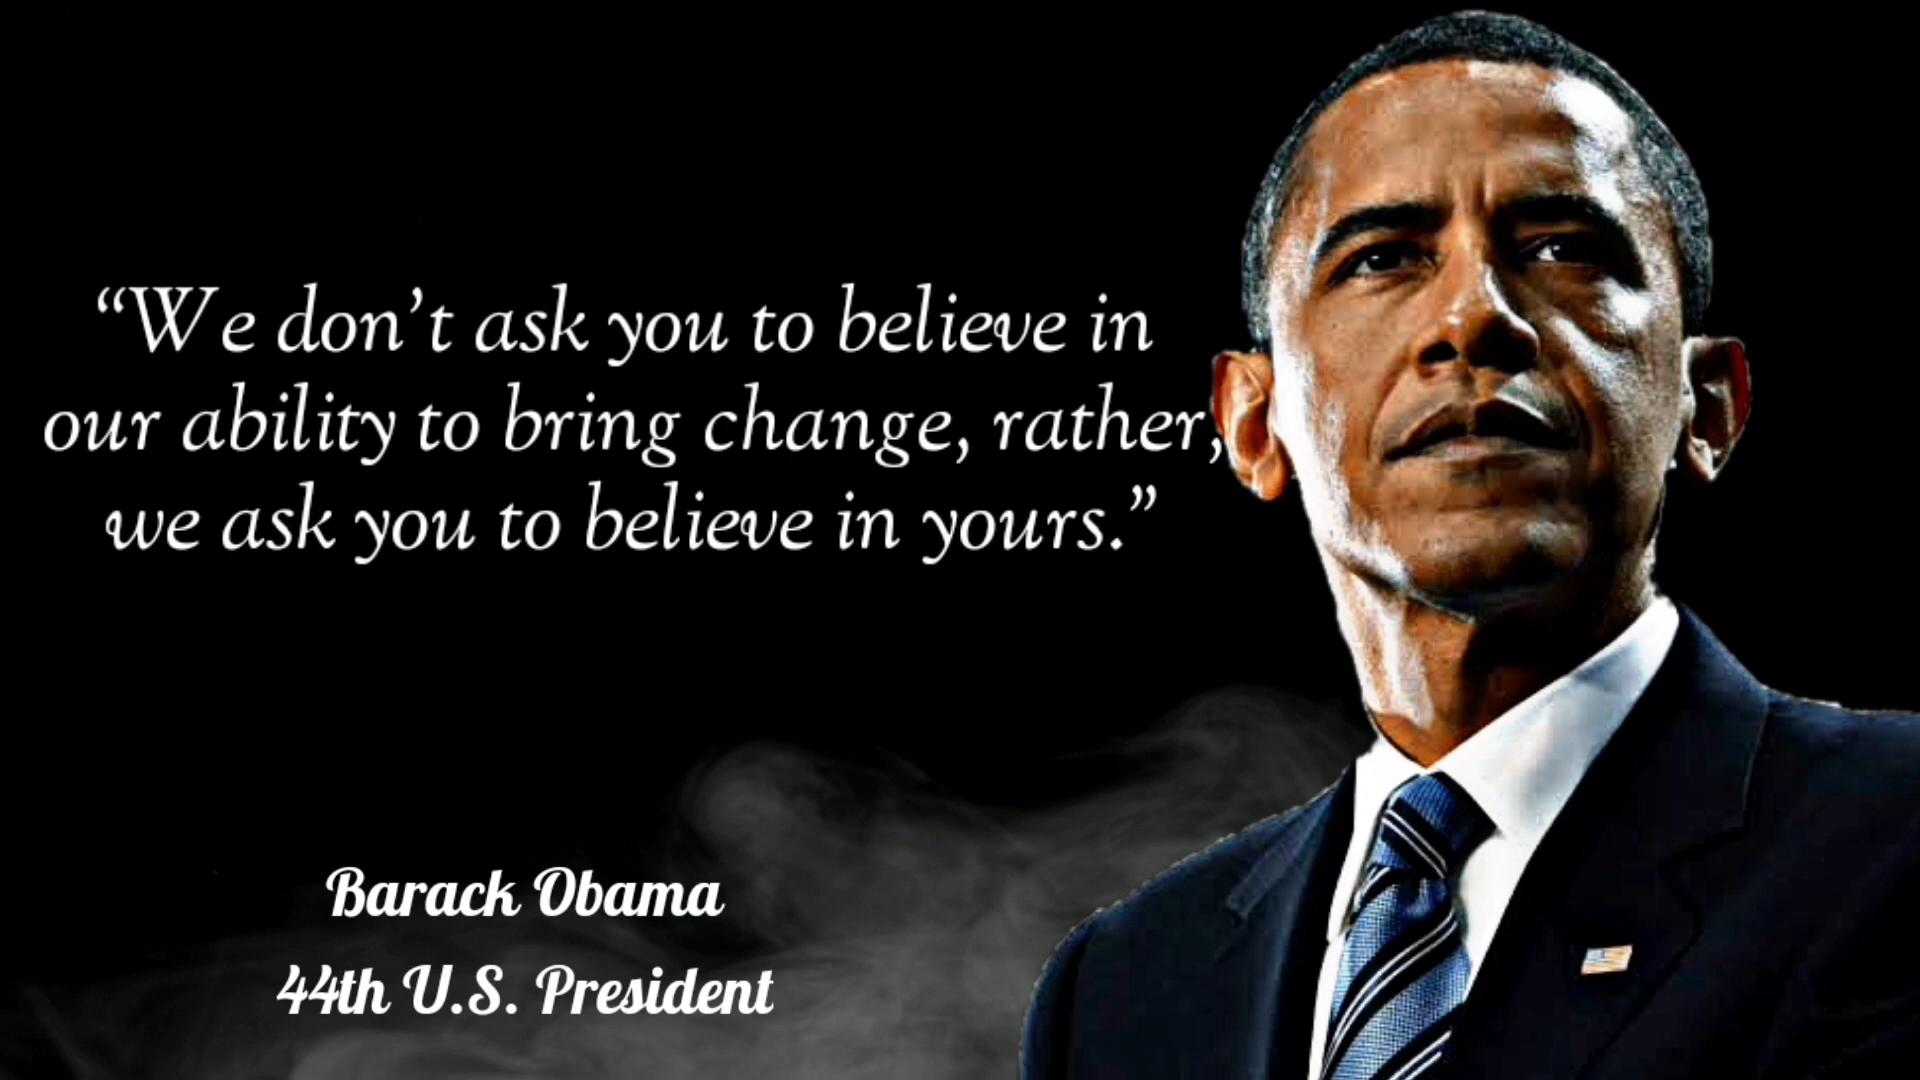 “We don’t ask you to believe in
our ability to bring change, rather,
we ask you to believe in yours.”
Barack Obama
44th U.S. President